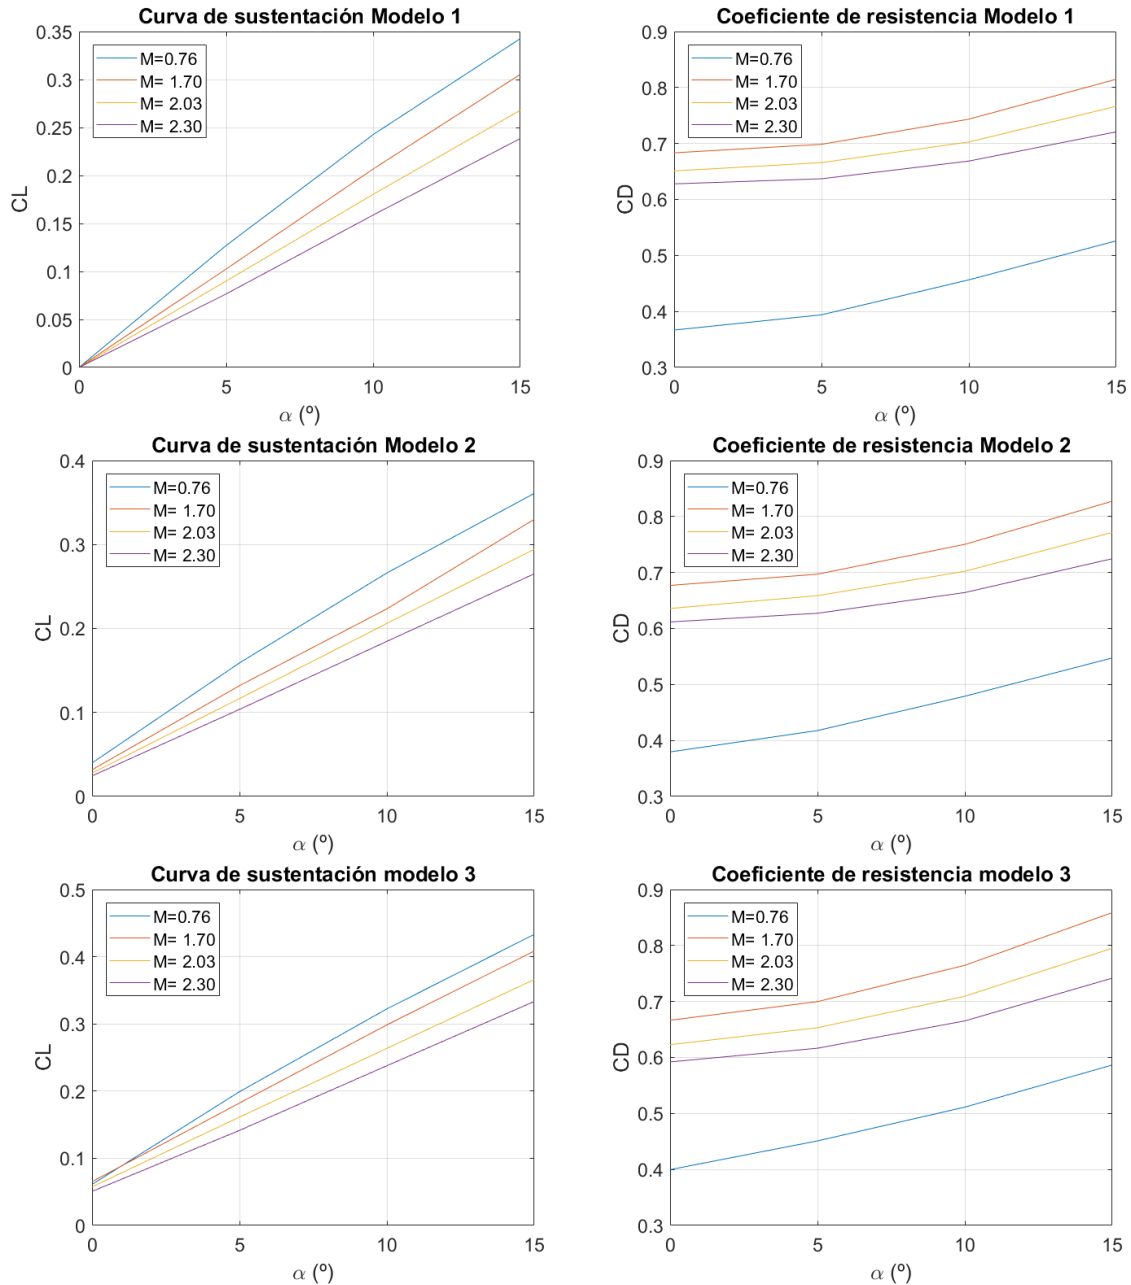 Curva de sustentación Modelo 1
0.35
0.3
0.25
0.2
0.15
0.1
0.05
0
CL
M=0.76
M= 1.70
M= 2.03
M= 2.30
0 5 10 15
α (º)
Coeficiente de resistencia Modelo 1
0.9
0.8
0.7
0.6
0.5
0.4
0.3
CD
M=0.76
M= 1.70
M= 2.03
M= 2.30
0 5 10 15
α (º)
Curva de sustentación Modelo 2
0.4
0.3
0.2
0.1
0
CL
M=0.76
M= 1.70
M= 2.03
M= 2.30
0 5 10 15
α (º)
Coeficiente de resistencia Modelo 2
0.9
0.8
0.7
0.6
0.5
0.4
0.3
CD
M=0.76
M= 1.70
M= 2.03
M= 2.30
0 5 10 15
α (º)
Curva de sustentación modelo 3
0.5
0.4
0.3
0.2
0.1
0
CL
M=0.76
M= 1.70
M= 2.03
M= 2.30
0 5 10 15
α (º)
Coeficiente de resistencia modelo 3
0.9
0.8
0.7
0.6
0.5
0.4
0.3
CD
M=0.76
M= 1.70
M= 2.03
M= 2.30
0 5 10 15
α (º)